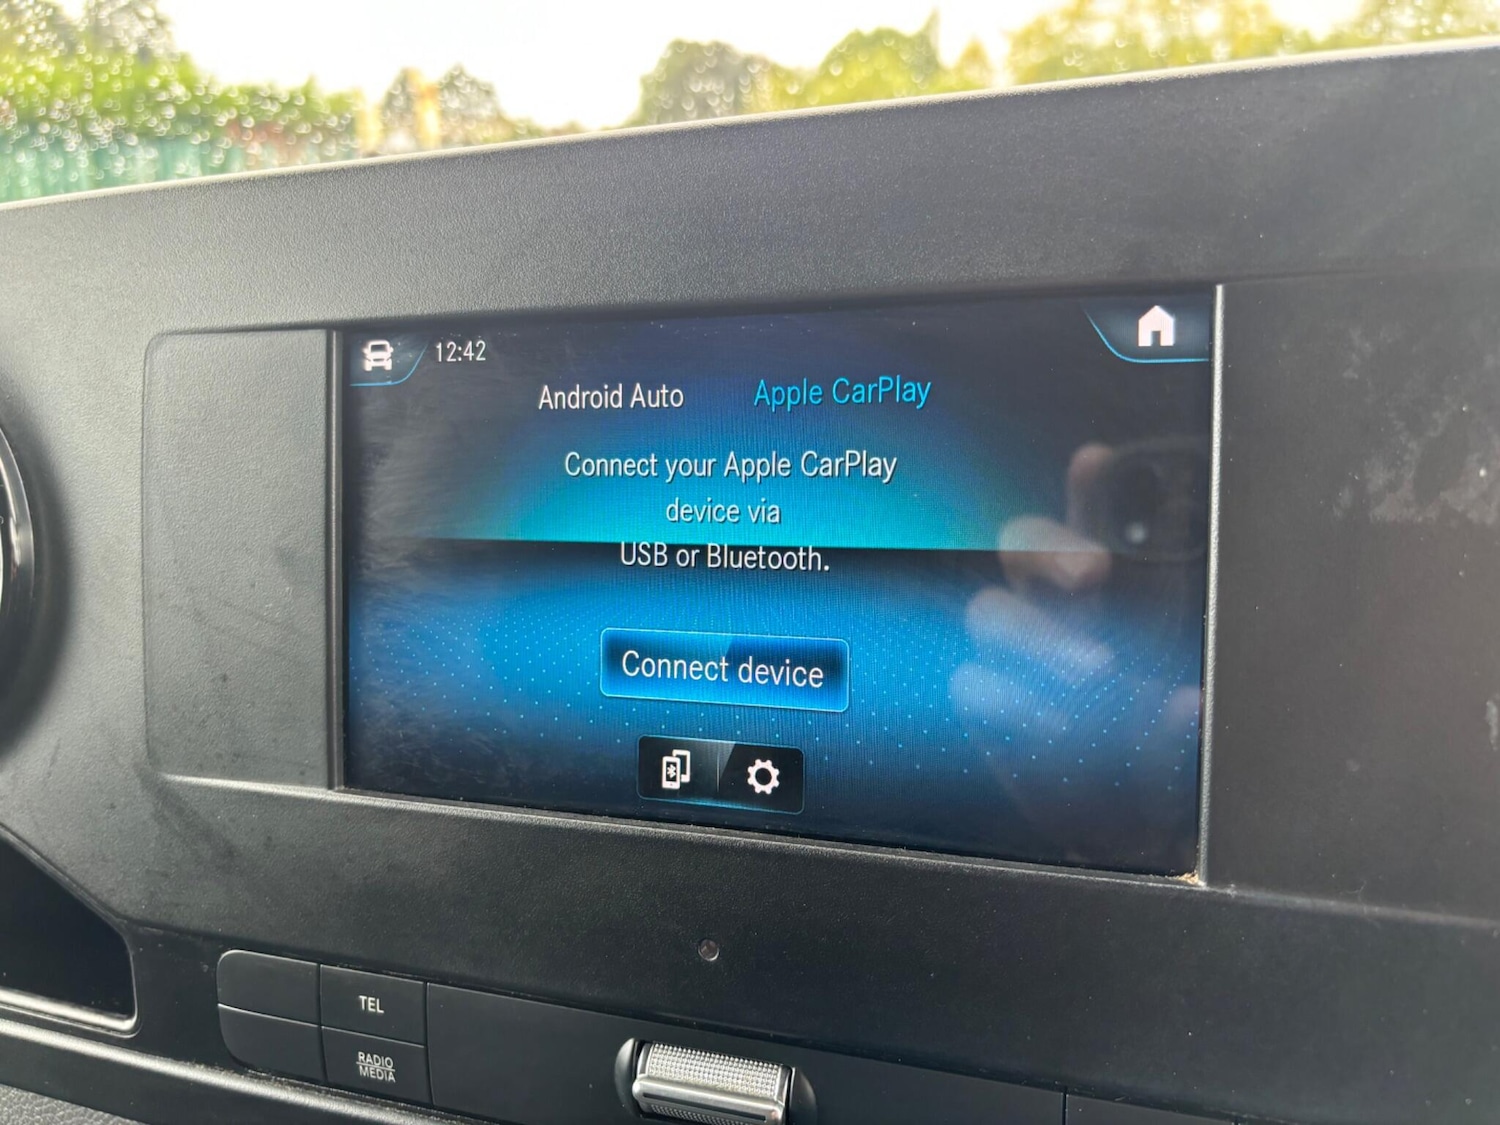 12:42
Android Auto Apple CarPlay
Connect your Apple CarPlay
device via
USB or Bluetooth.
Connect device
TEL
RADIO
MEDIA